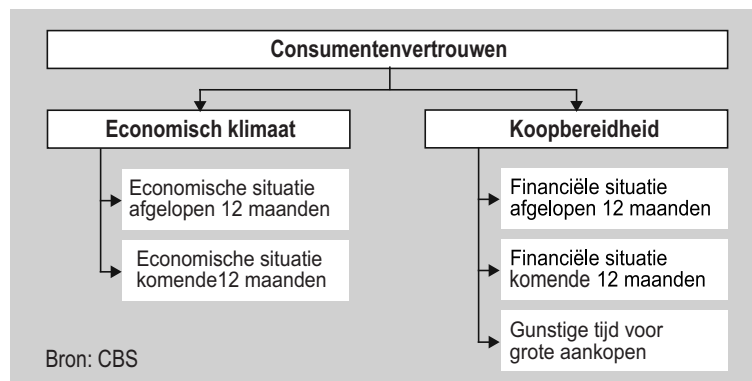 Consumentenvertrouwen
Economisch klimaat
Economische situatie
afgelopen 12 maanden
Economische situatie
komende12 maanden
Koopbereidheid
Financiële situatie
afgelopen 12 maanden
Financiële situatie
komende 12 maanden
Gunstige tijd voor
grote aankopen
Bron: CBS